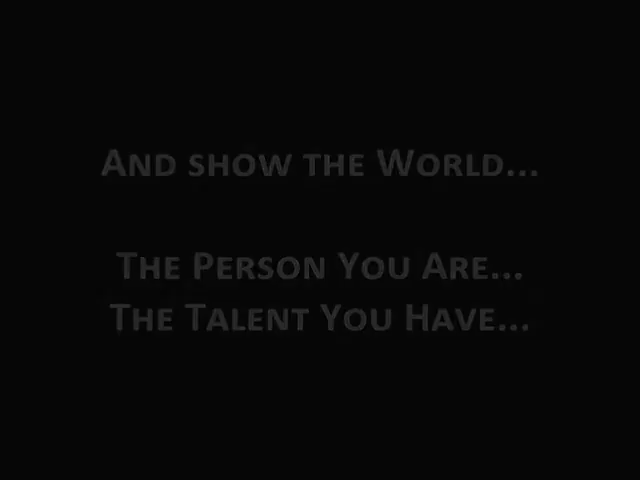 And show the World...
The Person You Are...
The Talent You Have...